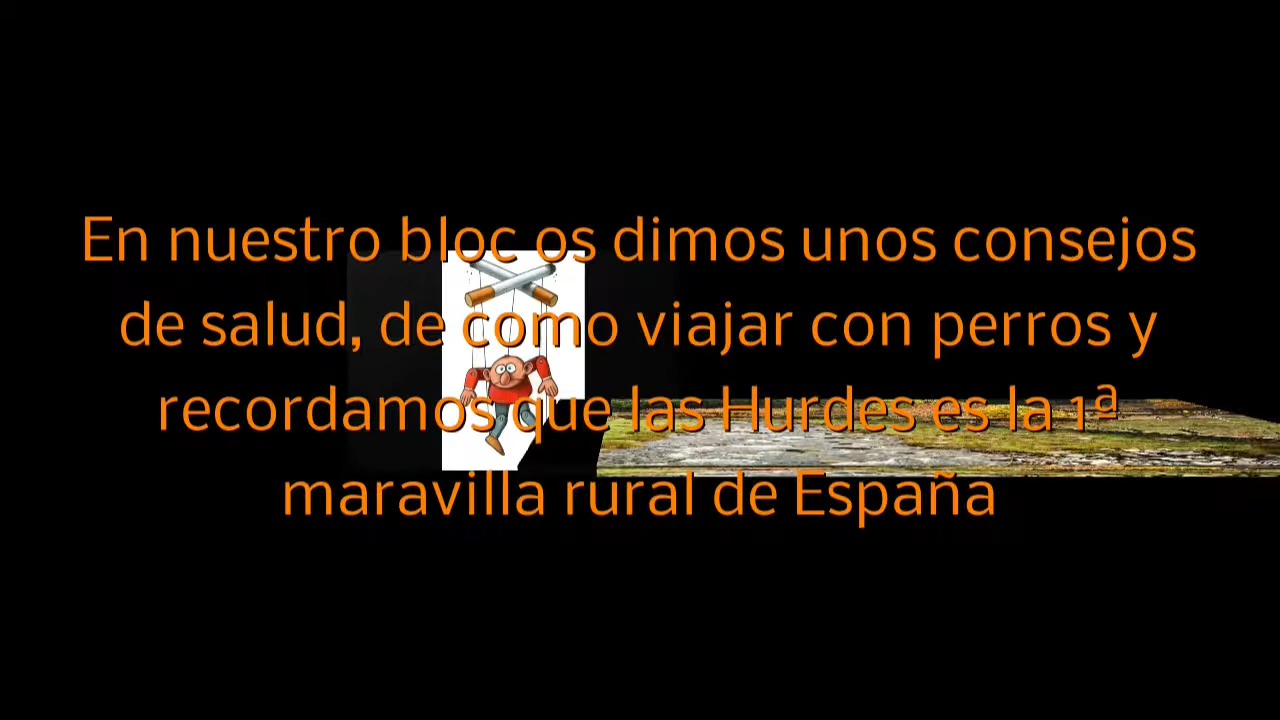 En nuestro bloc os dimos unos consejos
de salud, de como viajar con perros y
recordamos que las Hurdes es la 1ª
maravilla rural de España